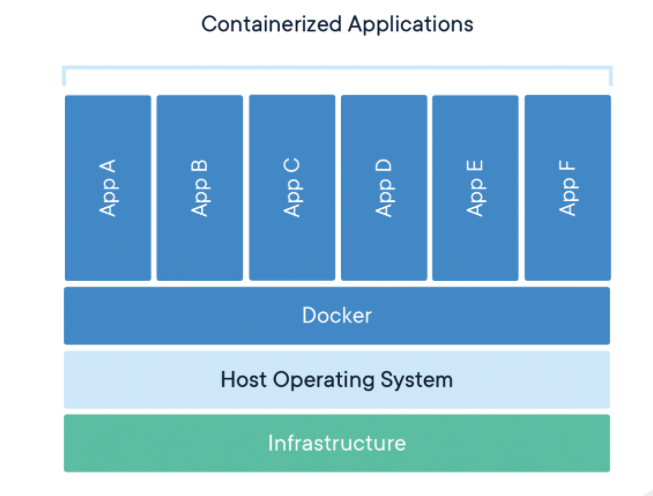 Containerized Applications
App A
App B
App C
App D
App E
App F
Docker
Host Operating System
Infrastructure